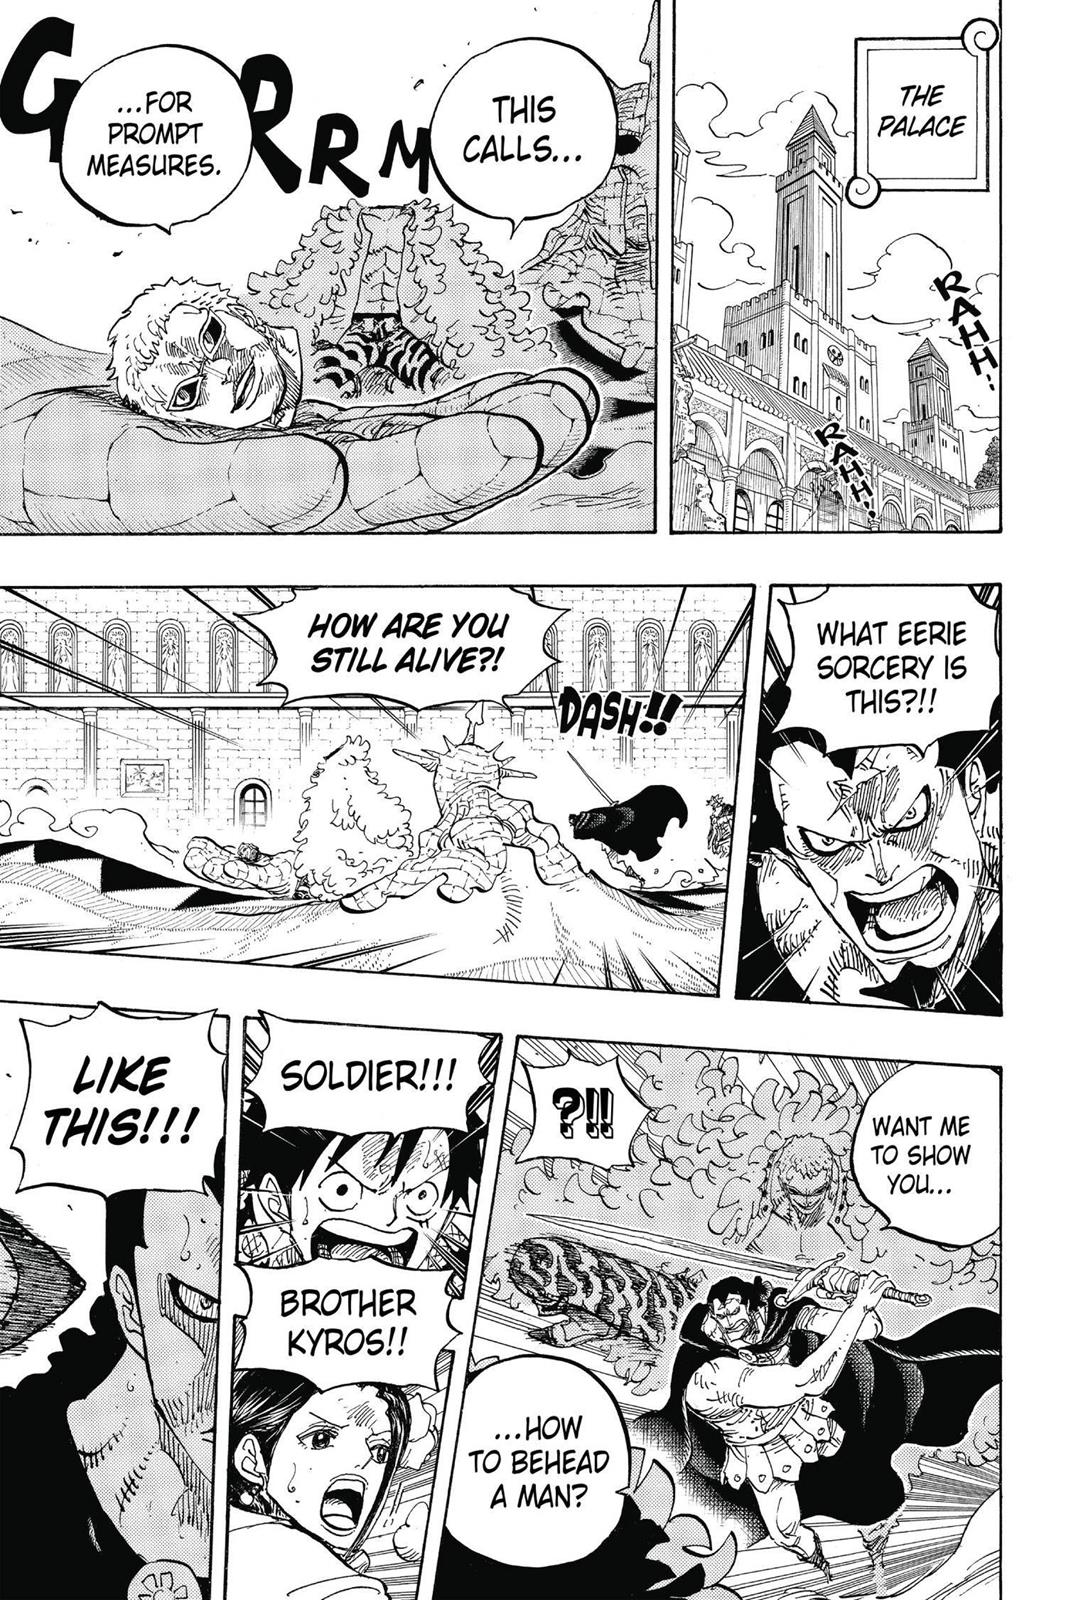 THE
PALACE
RAHH!
RAHH!
THIS
CALLS...
...FOR
PROMPT
MEASURES.
GRRRM
WHAT EERIE
SORCERY IS
THIS?!!
HOW ARE YOU
STILL ALIVE?!
DASH!!
WANT ME
TO SHOW
YOU...
?!!
...HOW
TO BEHEAD
A MAN?
SOLDIER!!!
BROTHER
KYROS!!
LIKE
THIS!!!